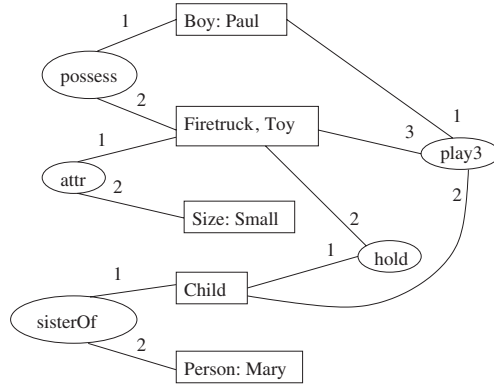 1
Boy: Paul
possess
2
1
Firetruck, Toy
3
1
play3
attr
2
2
Size: Small
2
hold
1
1
Child
sisterOf
2
Person: Mary